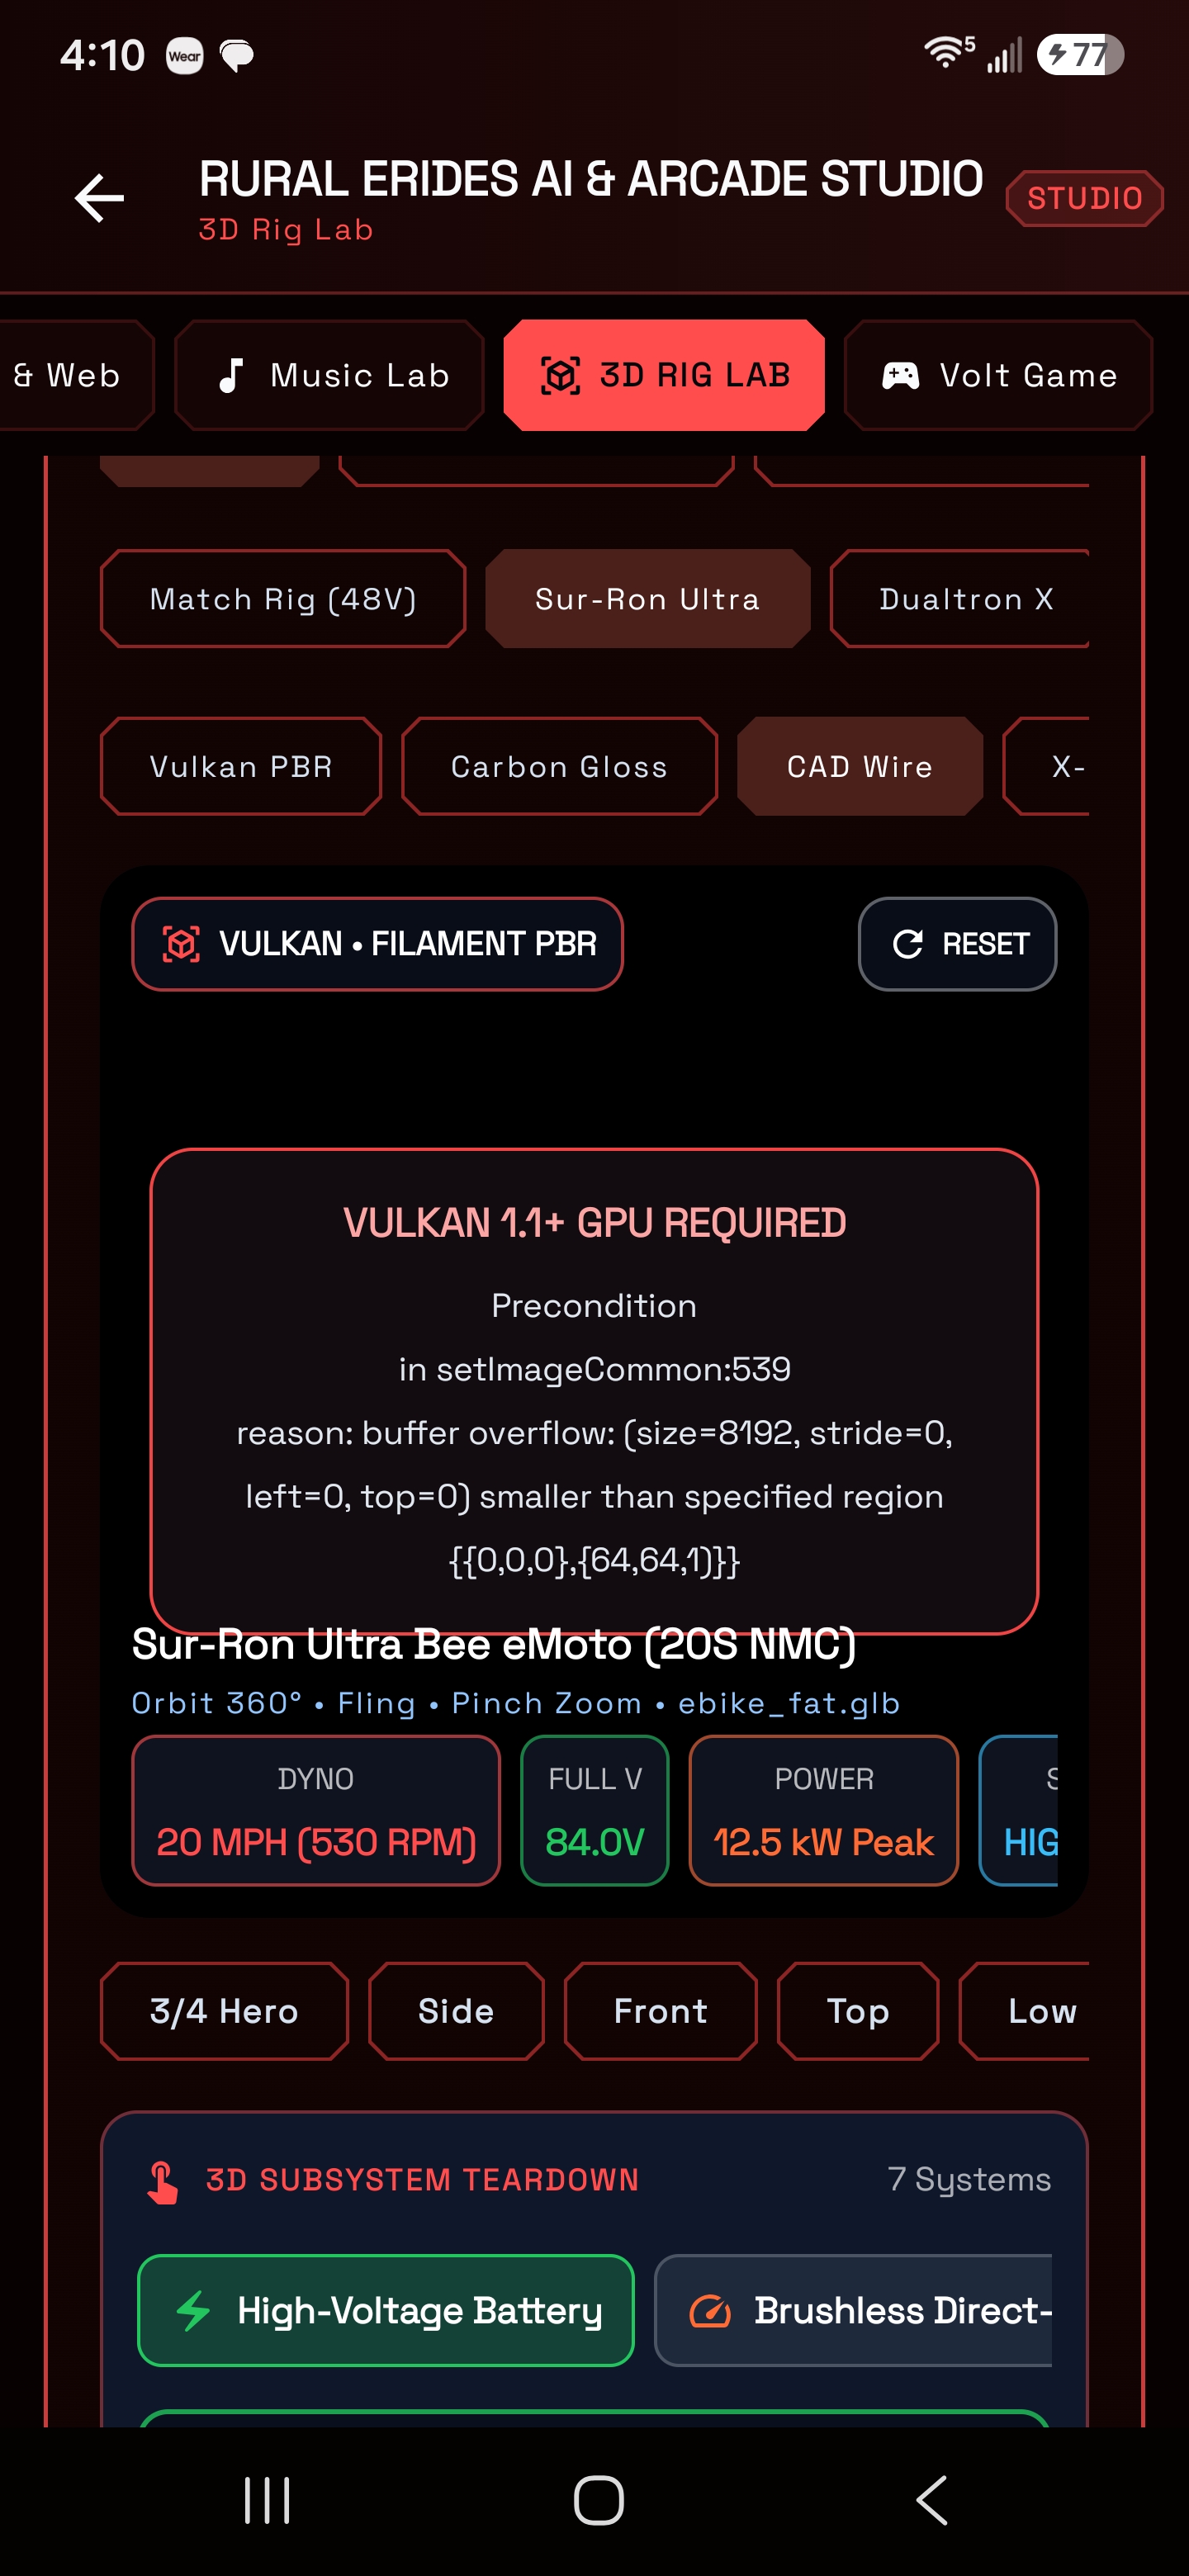 4:10 Wear 5 77
RURAL ERIDES AI & ARCADE STUDIO
STUDIO
3D Rig Lab
& Web
Music Lab
3D RIG LAB
Volt Game
Match Rig (48V)
Sur-Ron Ultra
Dualtron X
Vulkan PBR
Carbon Gloss
CAD Wire
X-
VULKAN • FILAMENT PBR
RESET
VULKAN 1.1+ GPU REQUIRED
Precondition
in setImageCommon:539
reason: buffer overflow: (size=8192, stride=0,
left=0, top=0) smaller than specified region
{{0,0,0},{64,64,1)}}
Sur-Ron Ultra Bee eMoto (20S NMC)
Orbit 360° • Fling • Pinch Zoom • ebike_fat.glb
DYNO
20 MPH (530 RPM)
FULL V
84.0V
POWER
12.5 kW Peak
S
HIG
3/4 Hero
Side
Front
Top
Low
3D SUBSYSTEM TEARDOWN
7 Systems
High-Voltage Battery
Brushless Direct-